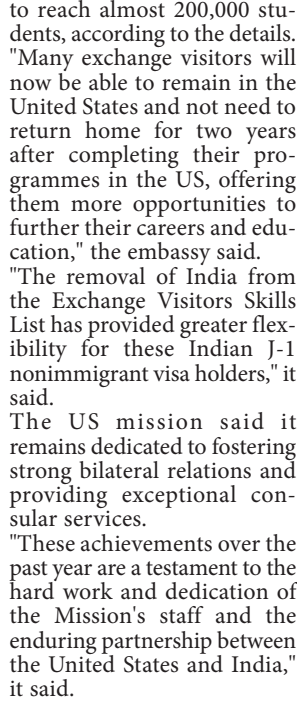 to reach almost 200,000 stu-
dents, according to the details.
"Many exchange visitors will
now be able to remain in the
United States and not need to
return home for two years
after completing their pro-
grammes in the US, offering
them more opportunities to
further their careers and edu-
cation," the embassy said.
"The removal of India from
the Exchange Visitors Skills
List has provided greater flex-
ibility for these Indian J-1
nonimmigrant visa holders," it
said.
The US mission said it
remains dedicated to fostering
strong bilateral relations and
providing exceptional con-
sular services.
"These achievements over the
past year are a testament to the
hard work and dedication of
the Mission's staff and the
enduring partnership between
the United States and India,"
it said.